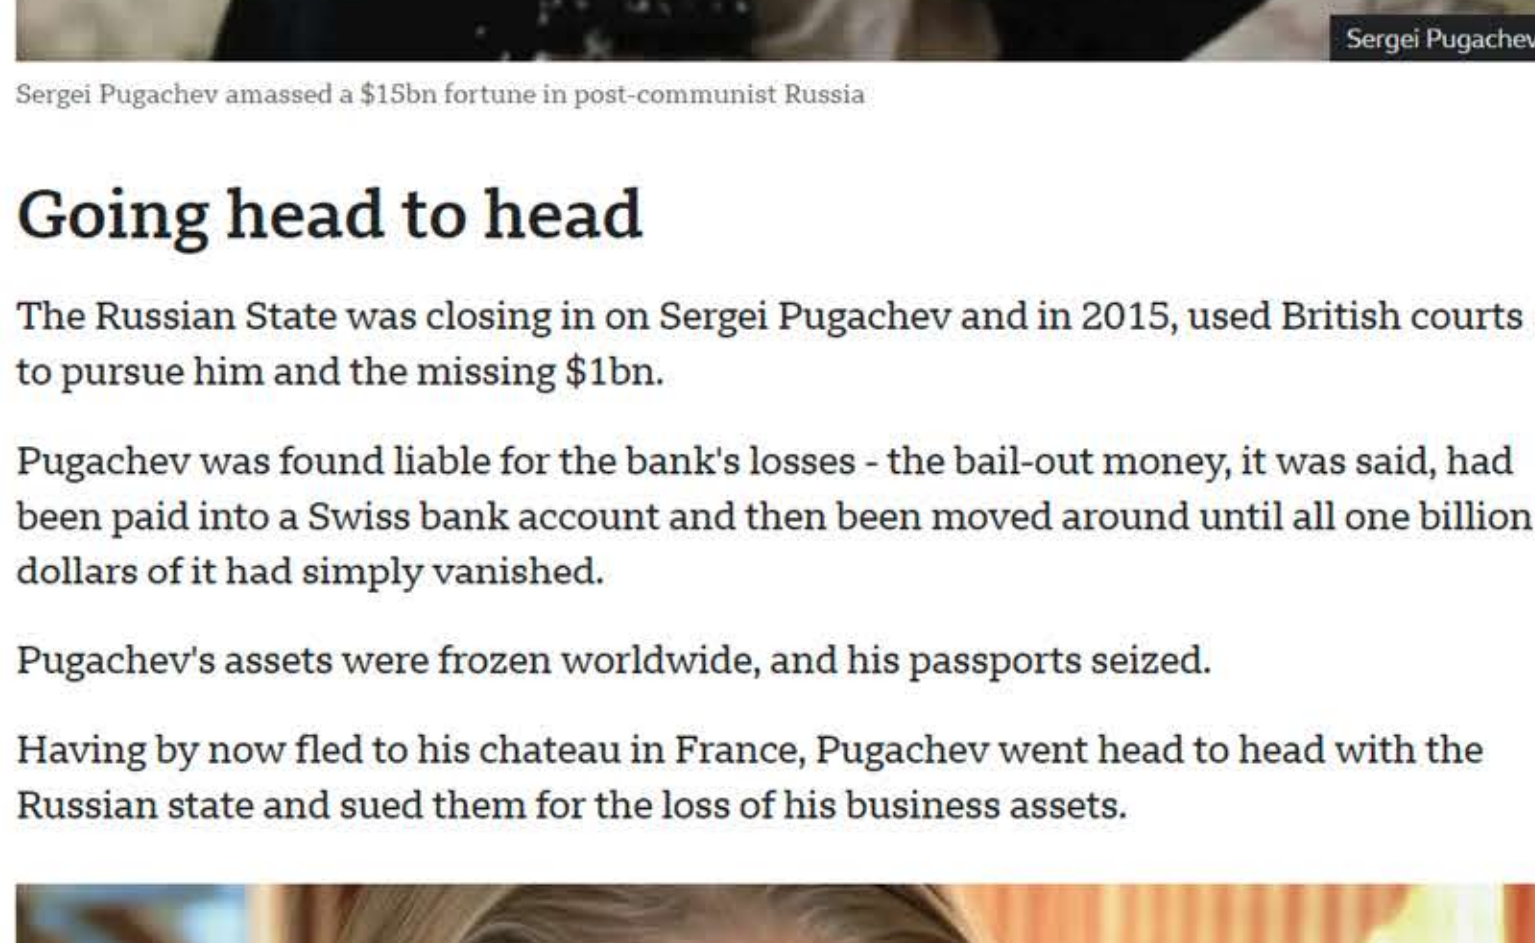 Sergei Pugachev
Sergei Pugachev amassed a $15bn fortune in post-communist Russia
Going head to head
The Russian State was closing in on Sergei Pugachev and in 2015, used British courts
to pursue him and the missing $1bn.
Pugachev was found liable for the bank's losses - the bail-out money, it was said, had
been paid into a Swiss bank account and then been moved around until all one billion
dollars of it had simply vanished.
Pugachev's assets were frozen worldwide, and his passports seized.
Having by now fled to his chateau in France, Pugachev went head to head with the
Russian state and sued them for the loss of his business assets.